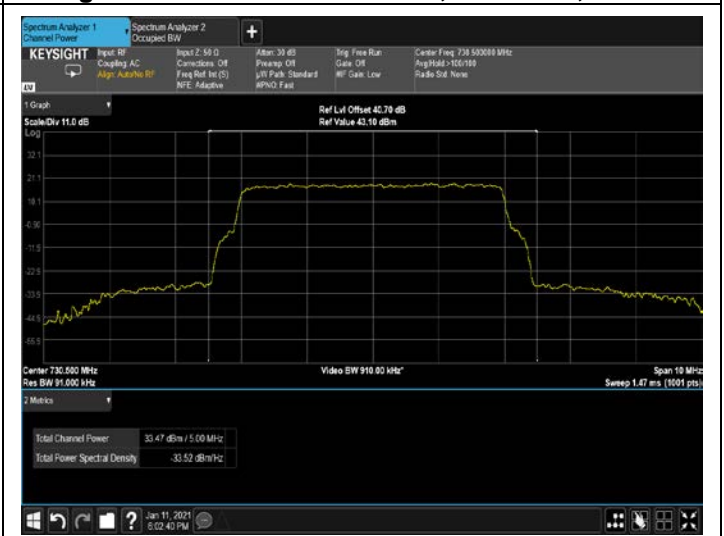 Spectrum Analyzer 1
Channel Power
Spectrum Analyzer 2
Occupied BW
KEYSIGHT
Input: RF
Coupling: AC
Align: Auto/No RF
Input Z: 50 Ω
Corrections: Off
Freq Ref: Int (S)
NFE: Adaptive
Atten: 30 dB
Preamp: Off
µW Path: Standard
#PNO: Fast
Trig: Free Run
Gate: Off
#IF Gain: Low
Center Freq: 730.500000 MHz
Avg|Hold:>100/100
Radio Std: None
1 Graph
Scale/Div 11.0 dB
Ref Lvl Offset 40.70 dB
Ref Value 43.10 dBm
Log
32.1
21.1
10.1
-0.90
-11.9
-22.9
-33.9
-44.9
-55.9
Center 730.500 MHz
Video BW 910.00 kHz*
Span 10 MHz
Res BW 91.000 kHz
Sweep 1.47 ms (1001 pts)
2 Metrics
Total Channel Power 33.47 dBm / 5.00 MHz
Total Power Spectral Density -33.52 dBm/Hz
Jan 11, 2021
6:02:40 PM